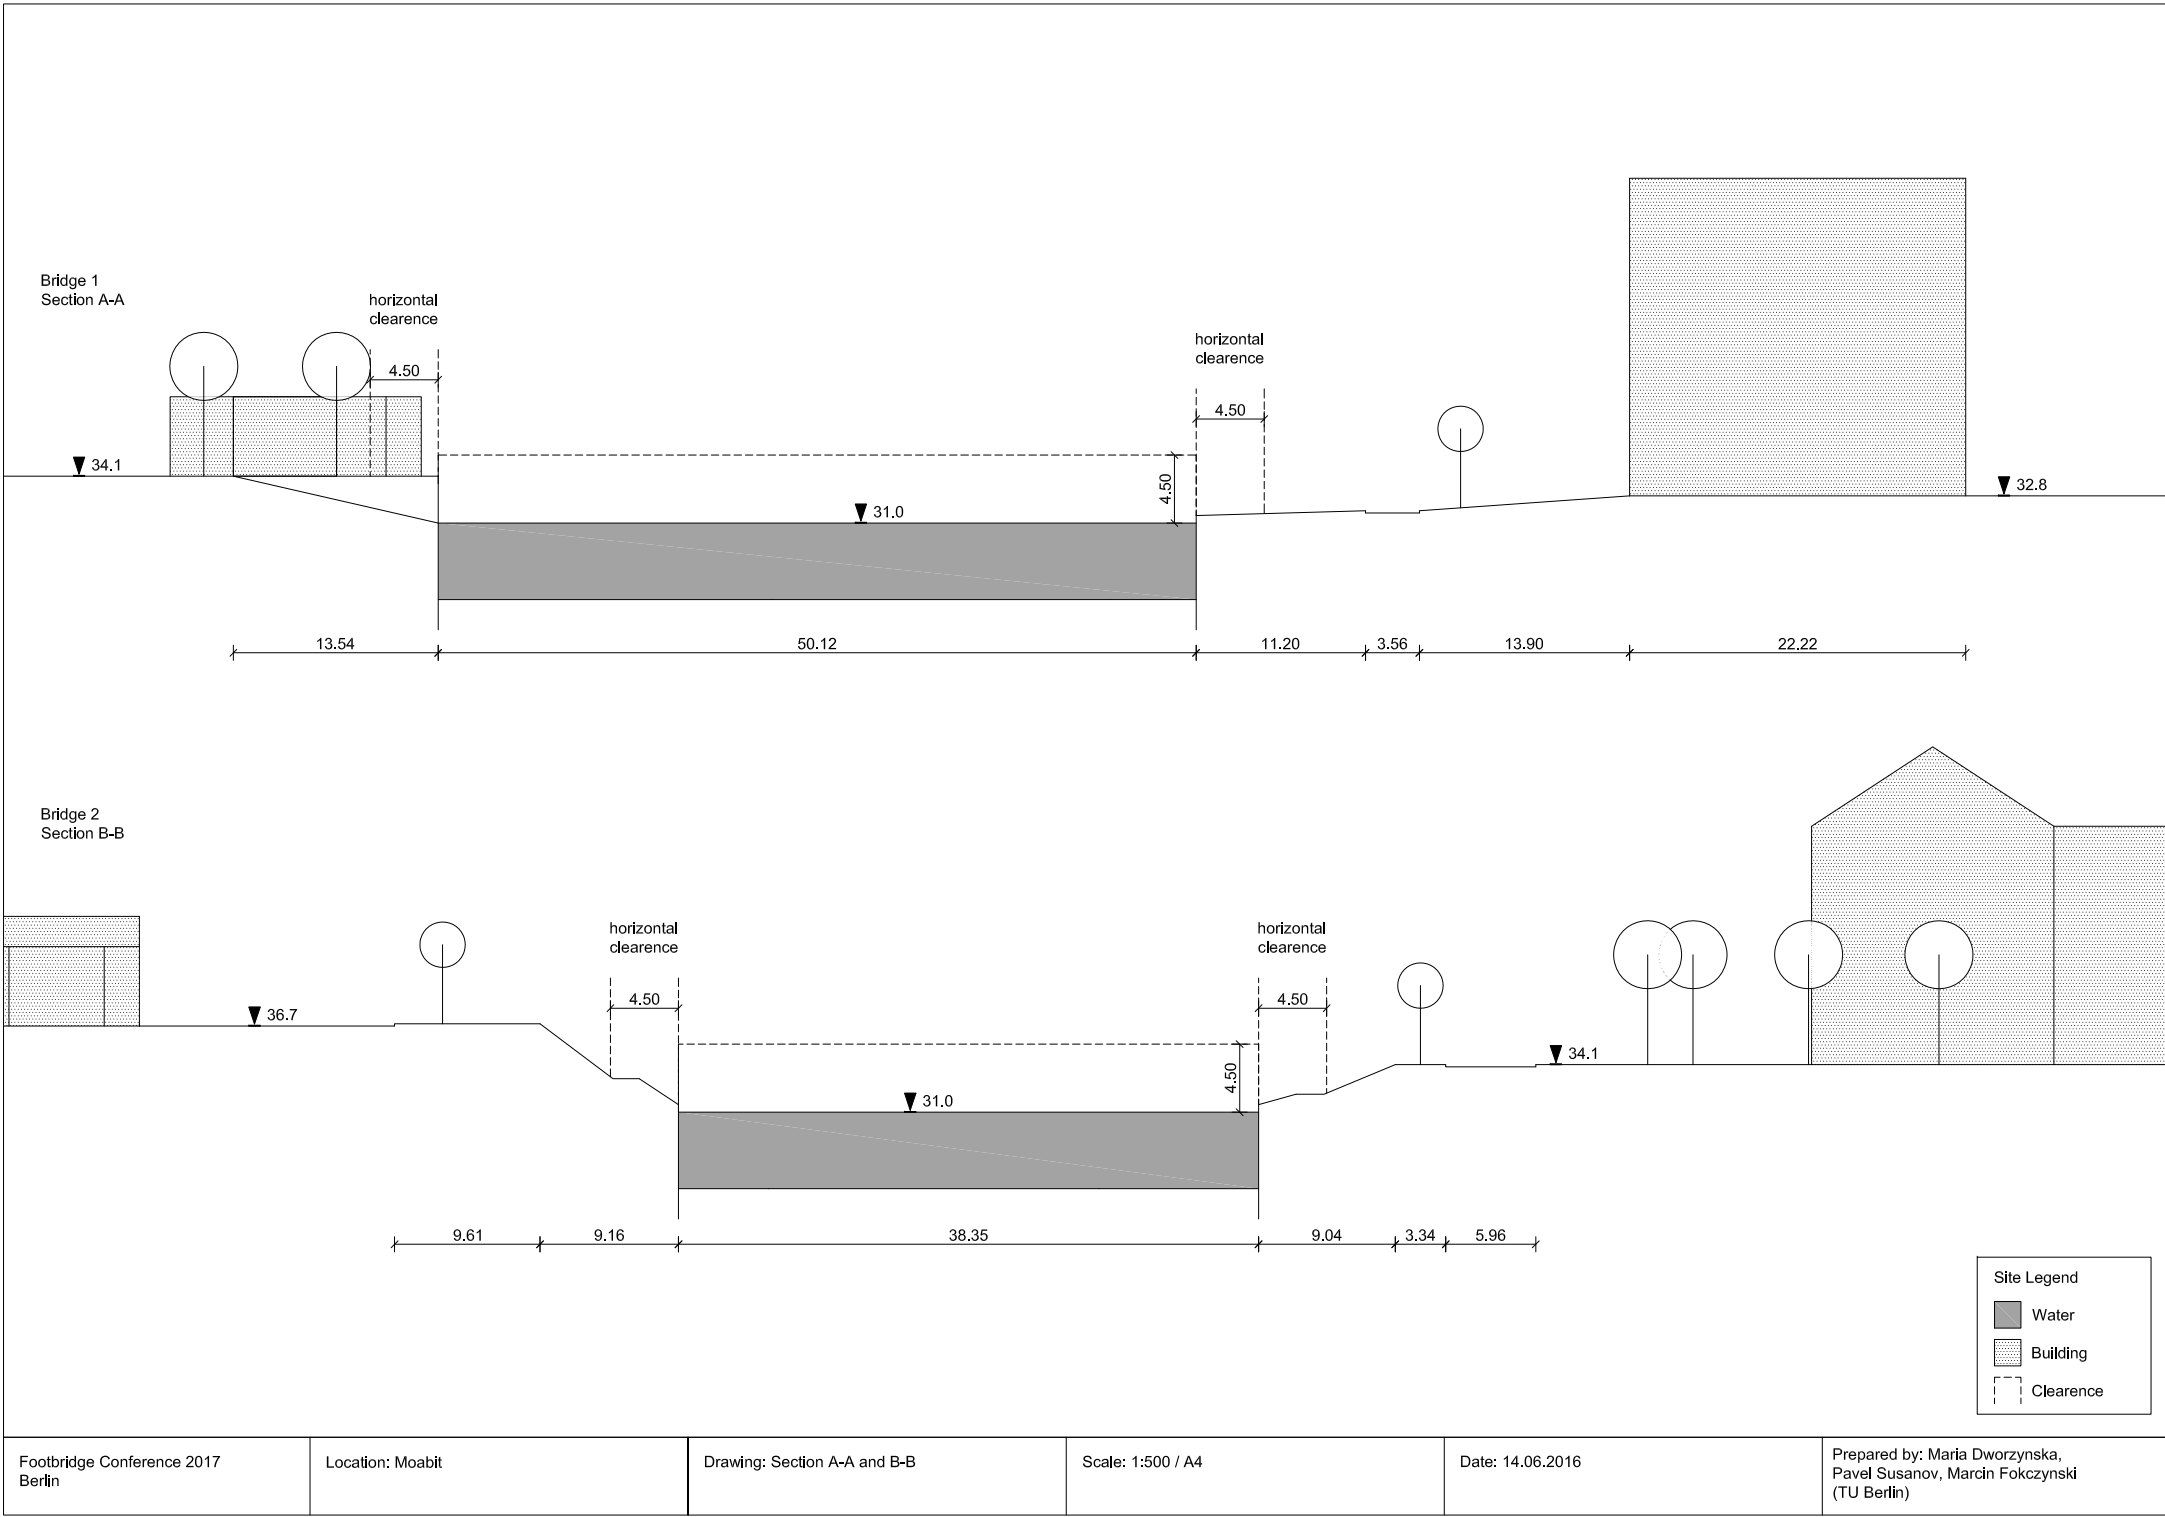 Bridge 1
Section A-A
horizontal
clearence
horizontal
clearence
4.50
4.50
34.1
4.50
31.0
32.8
13.54
50.12
11.20
3.56
13.90
22.22
Bridge 2
Section B-B
horizontal
clearence
horizontal
clearence
4.50
4.50
36.7
34.1
4.50
31.0
9.61
9.16
38.35
9.04
3.34
5.96
Site Legend
Water
Building
Clearence
Footbridge Conference 2017
Berlin
Location: Moabit
Drawing: Section A-A and B-B
Scale: 1:500 / A4
Date: 14.06.2016
Prepared by: Maria Dworzynska,
Pavel Susanov, Marcin Fokczynski
(TU Berlin)